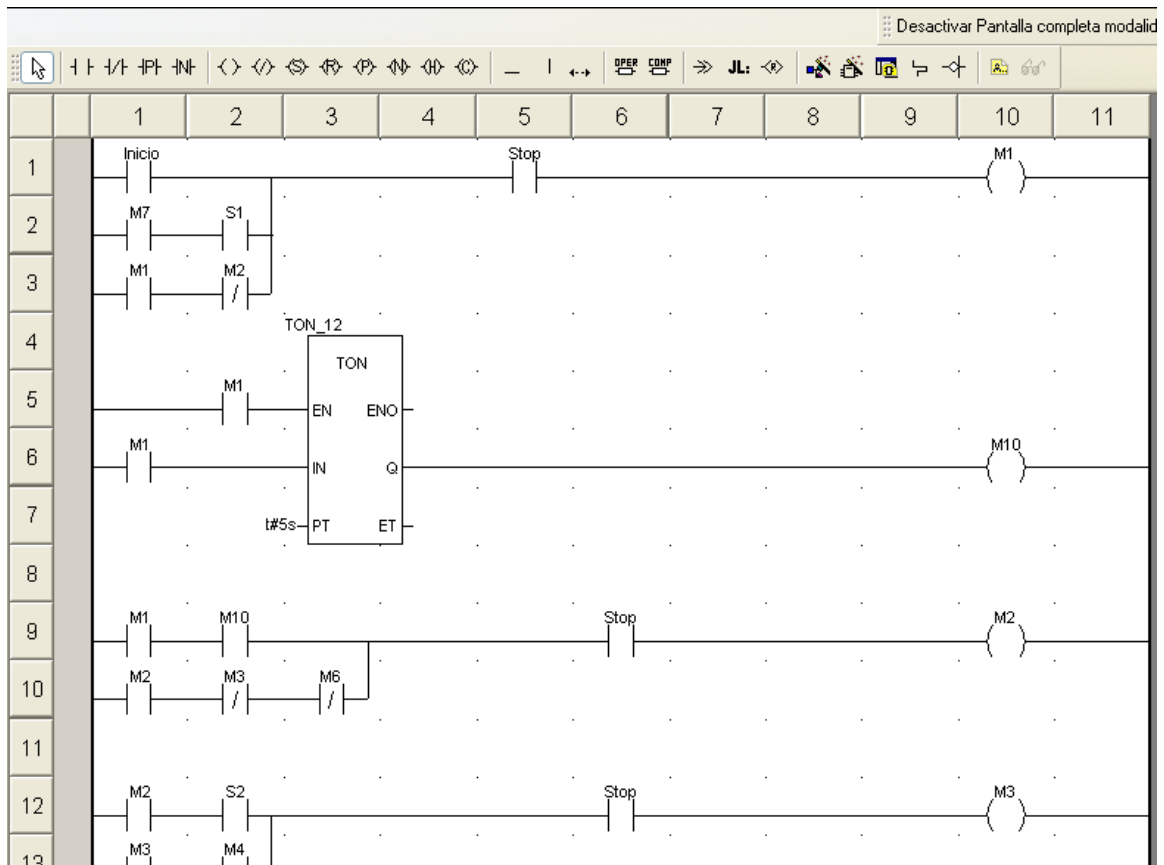 Desactivar Pantalla completa modalid
OPER COMP JL:
1 2 3 4 5 6 7 8 9 10 11
1
Inicio Stop M1
2
M7 S1
3
M1 M2
4
TON_12
TON
5
M1 EN ENO
6
M1 IN Q M10
7
t#5s PT ET
8
9
M1 M10 Stop M2
10
M2 M3 M6
11
12
M2 S2 Stop M3
13
M3 M4